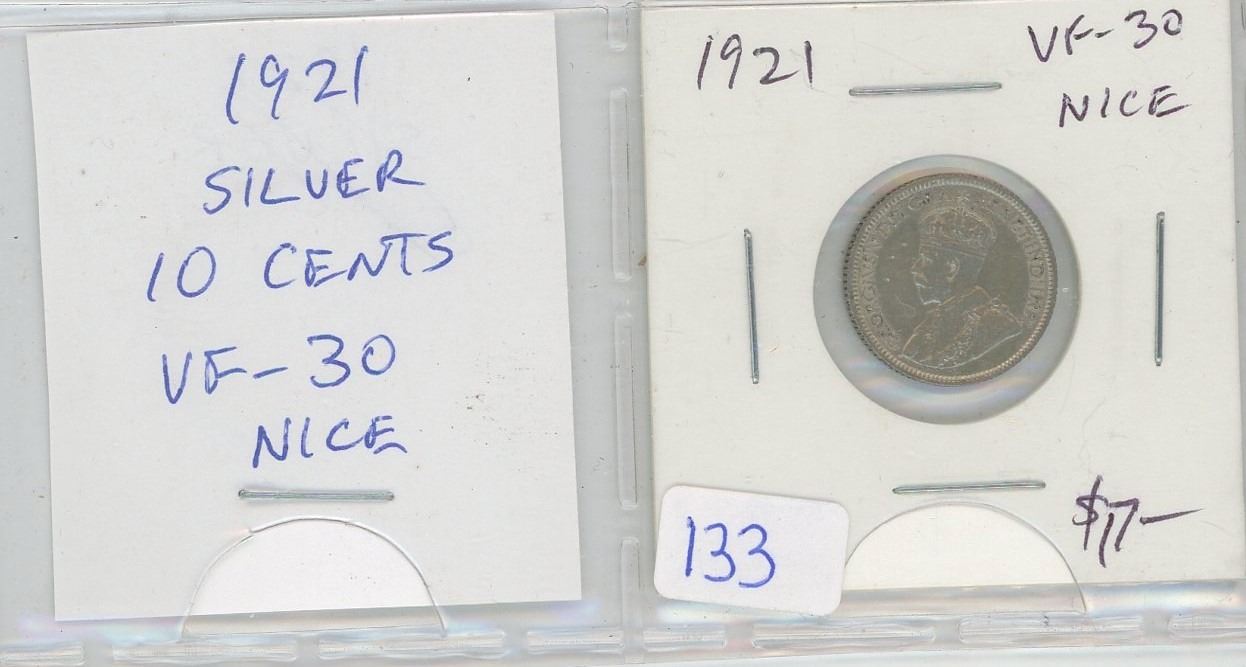 1921
SILVER
10 CENTS
VF-30
NICE
1921
VF-30
NICE
$17-
133